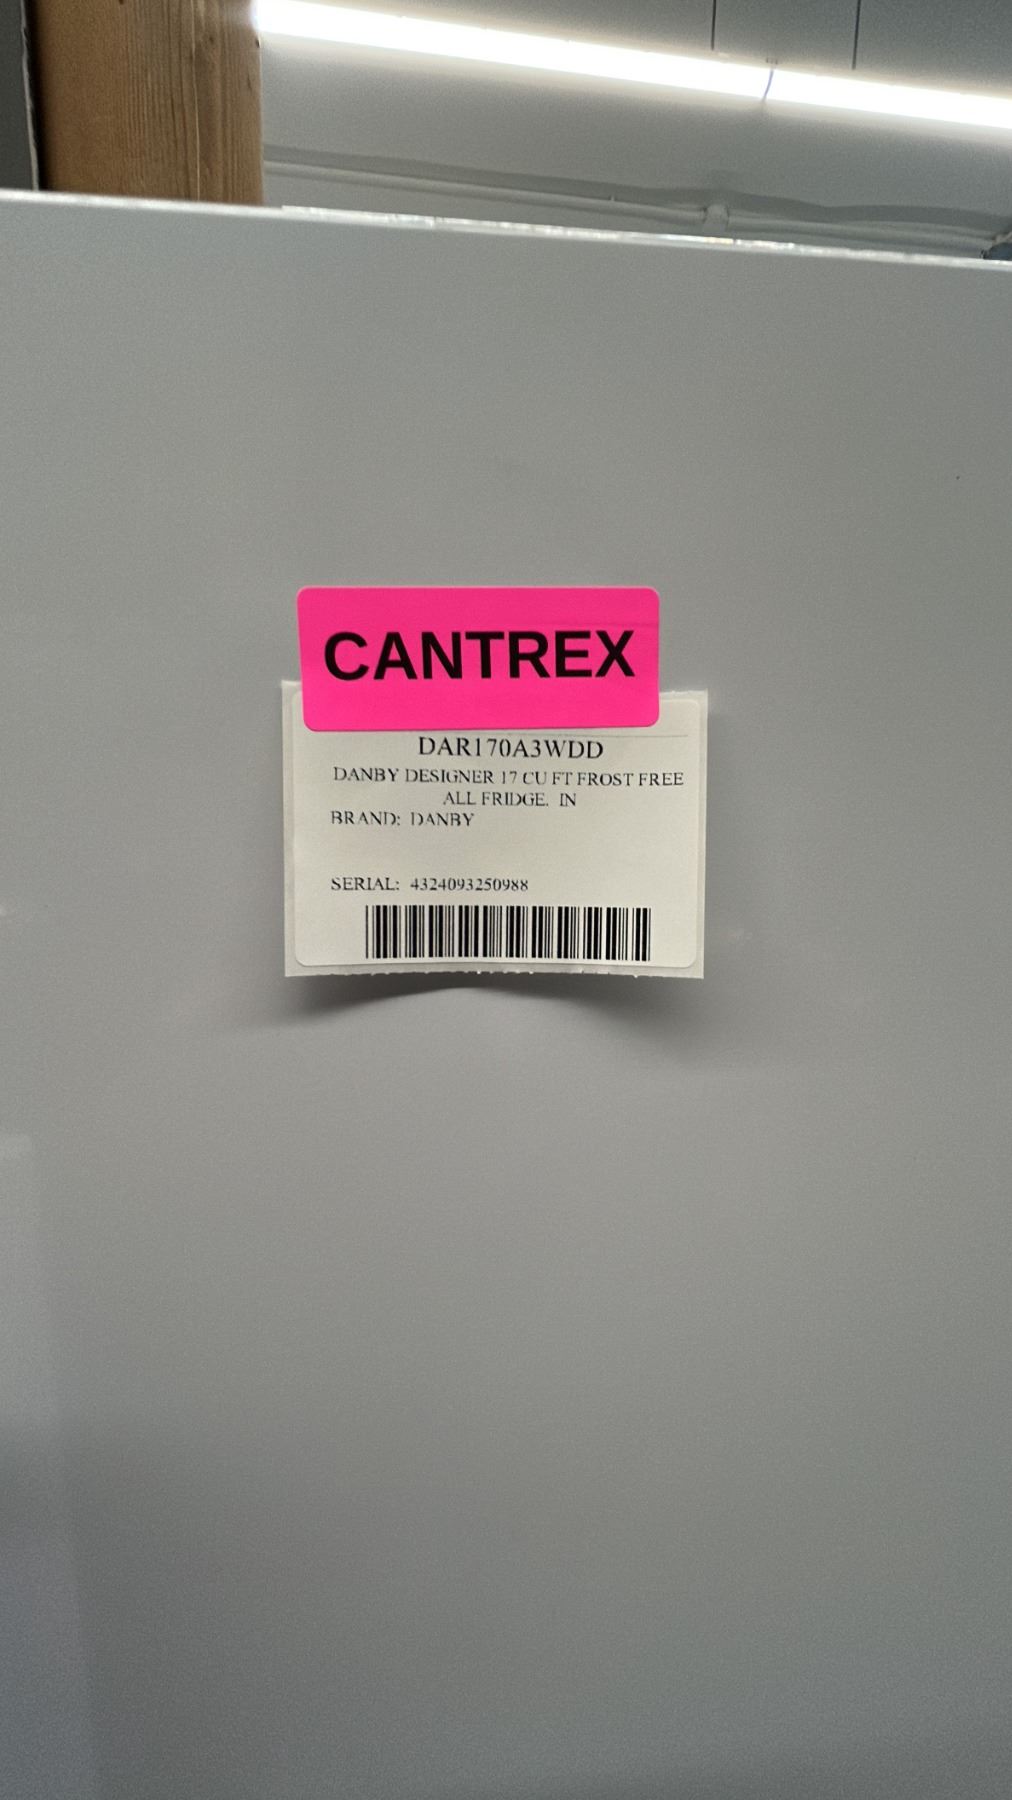 CANTREX
DAR170A3WDD
DANBY DESIGNER 17 CU FT FROST FREE
ALL FRIDGE. IN
BRAND: DANBY
SERIAL: 4324093250988